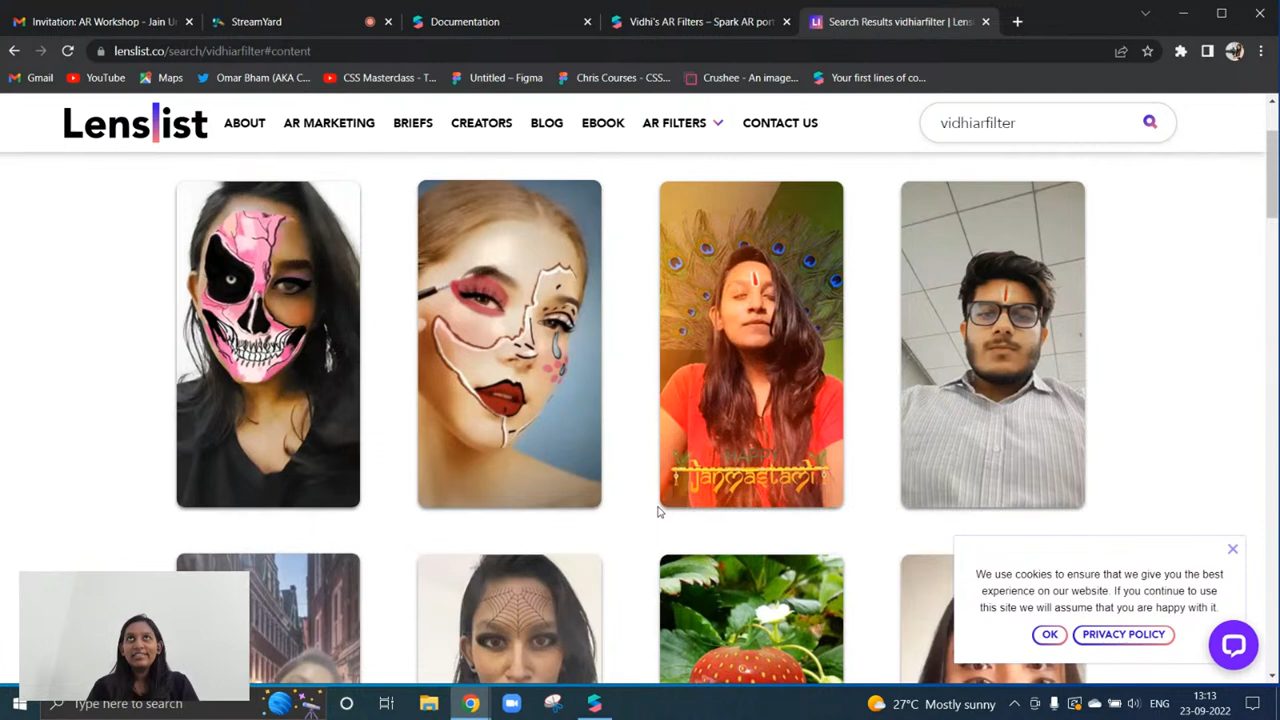 Invitation: AR Workshop - Jain U
StreamYard
Documentation
Vidhi's AR Filters – Spark AR port
Search Results vidhiarfilter | Lens
lenslist.co/search/vidhiarfilter#content
Gmail
YouTube
Maps
Omar Bham (AKA C...
CSS Masterclass - T...
Untitled – Figma
Chris Courses - CSS...
Crushee - An image...
Your first lines of co...
Lenslist
ABOUT
AR MARKETING
BRIEFS
CREATORS
BLOG
EBOOK
AR FILTERS
CONTACT US
vidhiarfilter
HAPPY
Janmastami
We use cookies to ensure that we give you the best
experience on our website. If you continue to use
this site we will assume that you are happy with it.
OK
PRIVACY POLICY
Type here to search
27°C Mostly sunny
ENG
13:13
23-09-2022